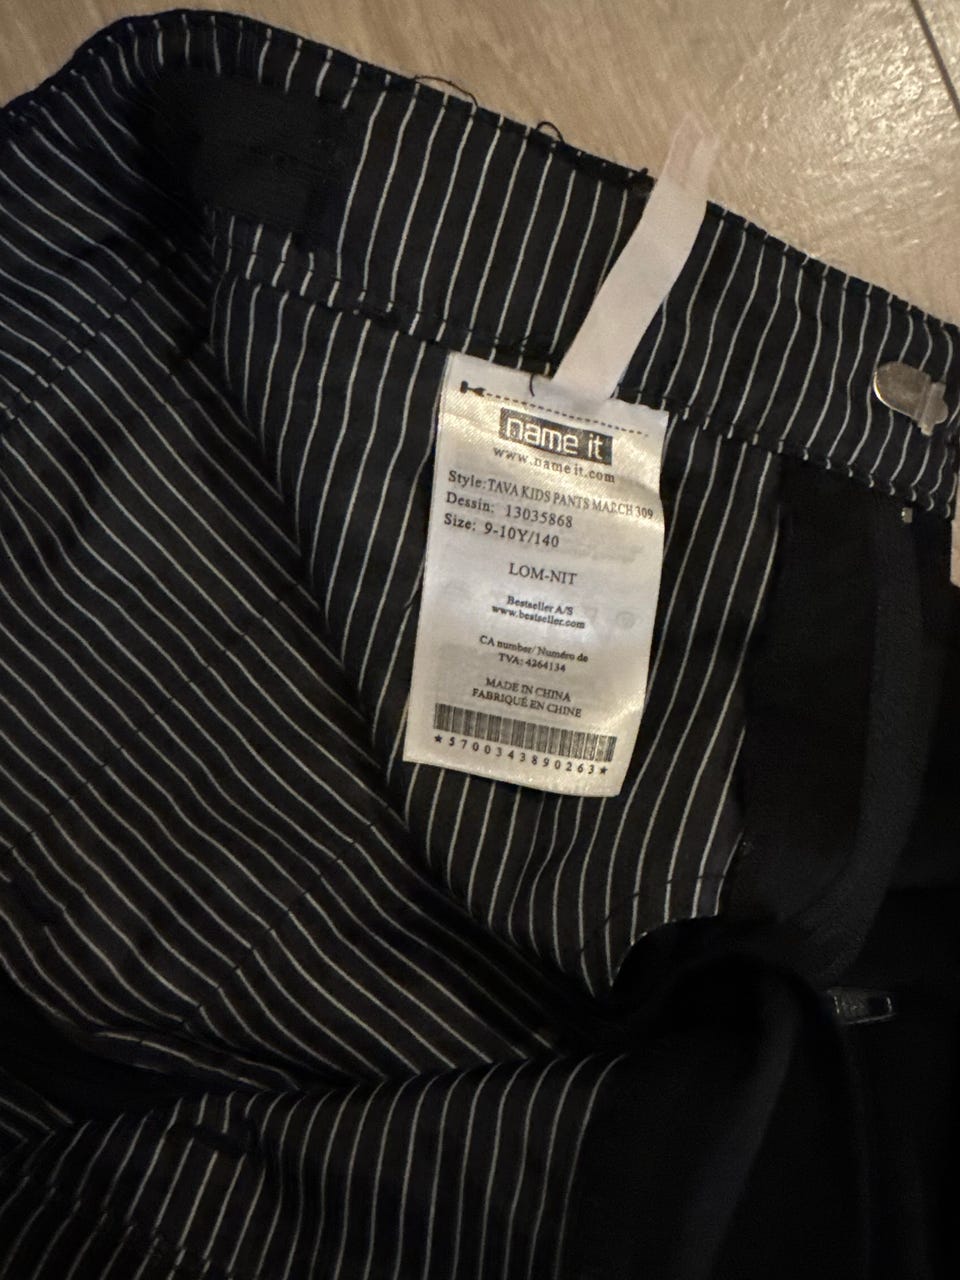 name it
www.name it.com
Style: TAVA KIDS PANTS MARCH 309
Dessin: 13035868
Size: 9-10Y/140
LOM-NIT
Bestseller A/S
www.bestseller.com
CA number/ Numéro de
TVA: 4264134
MADE IN CHINA
FABRIQUÉ EN CHINE
*5700343890263*